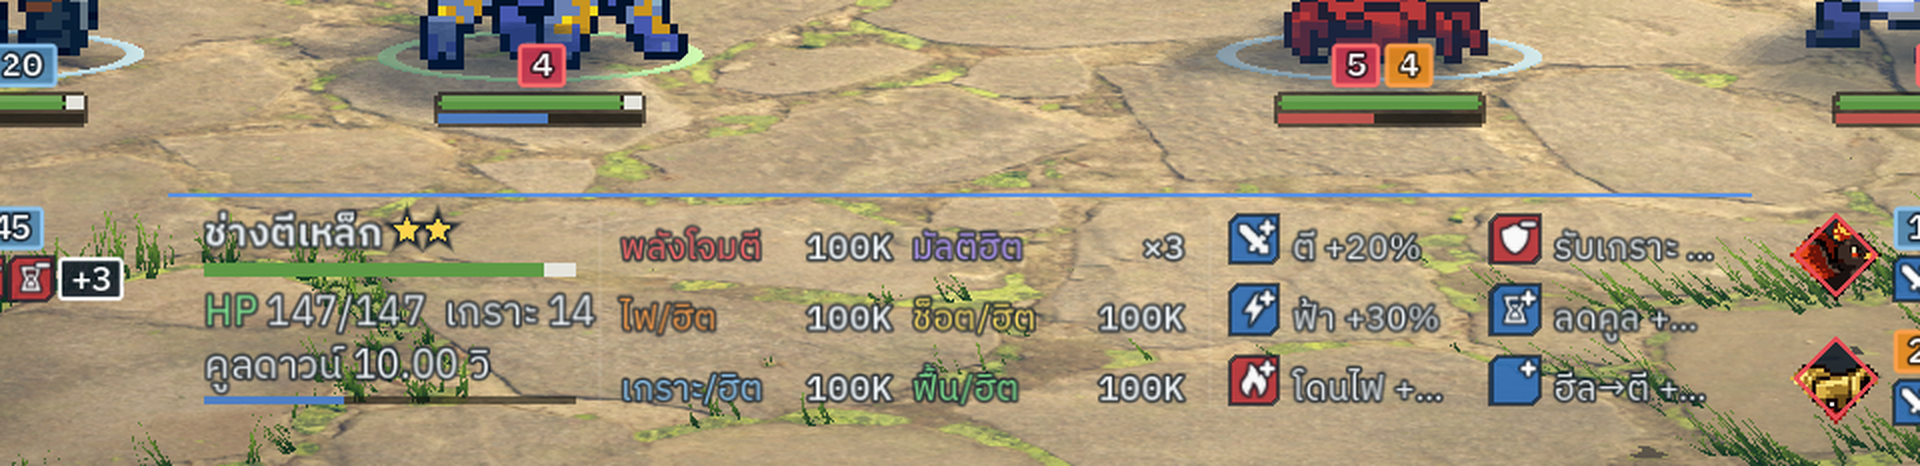 20
4
5 4
45
+3
ช่างตีเหล็ก
HP 147/147 เกราะ 14
คูลดาวน์ 10.00 วิ
พลังโจมตี 100K มัลติฮิต ×3
ไฟ/ฮิต 100K ช็อต/ฮิต 100K
เกราะ/ฮิต 100K ฟื้น/ฮิต 100K
ตี +20% รับเกราะ ...
ฟ้า +30% ลดคูล +...
โดนไฟ +... ฮีล→ตี +...
1
2